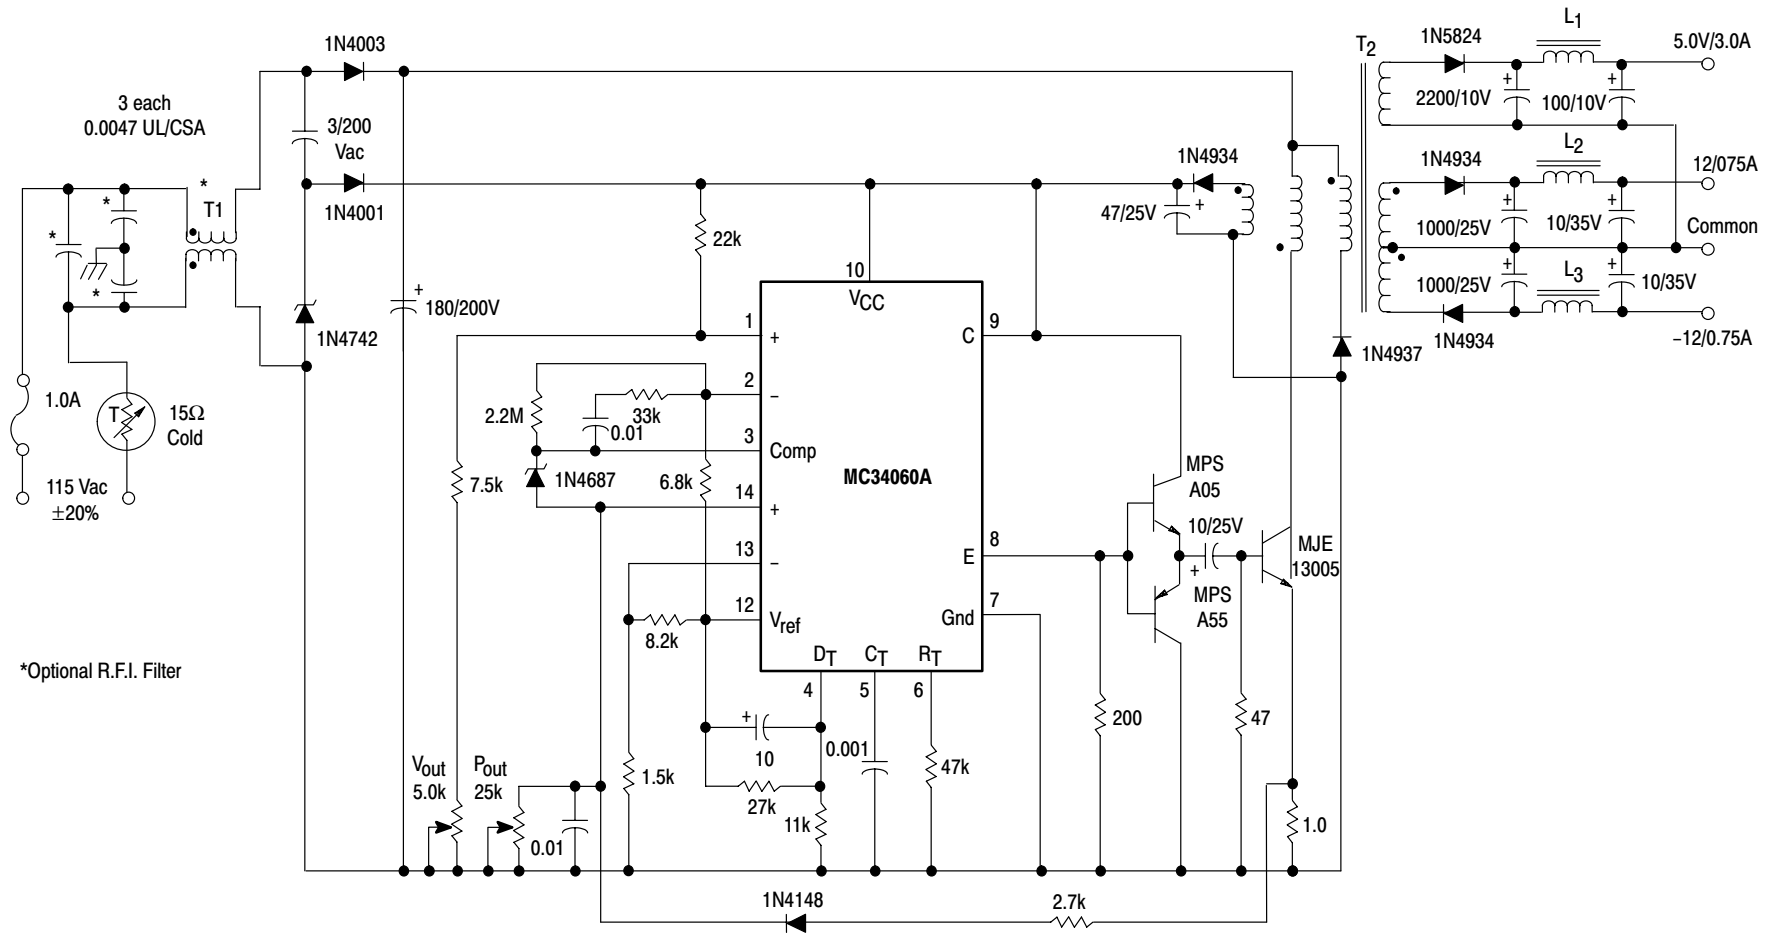 1N4003
3 each
0.0047 UL/CSA
3/200
Vac
*
T1
*
*
*
1N4001
+
180/200V
1N4742
1.0A
T
15Ω
Cold
115 Vac
±20%
*Optional R.F.I. Filter
22k
2.2M
33k
0.01
1N4687
7.5k
6.8k
8.2k
Vout
5.0k
Pout
25k
0.01
1.5k
+
10
27k
11k
0.001
47k
1N4148
2.7k
10
VCC
1
+
2
–
3
Comp
14
+
13
–
12
Vref
MC34060A
9
C
8
E
7
Gnd
DT
CT
RT
4
5
6
1N4934
47/25V
+
MPS
A05
10/25V
+
MPS
A55
MJE
13005
200
47
1.0
1N4937
T2
1N5824
L1
5.0V/3.0A
+
2200/10V
+
100/10V
1N4934
L2
12/075A
+
1000/25V
+
10/35V
Common
+
1000/25V
L3
+
10/35V
1N4934
–12/0.75A